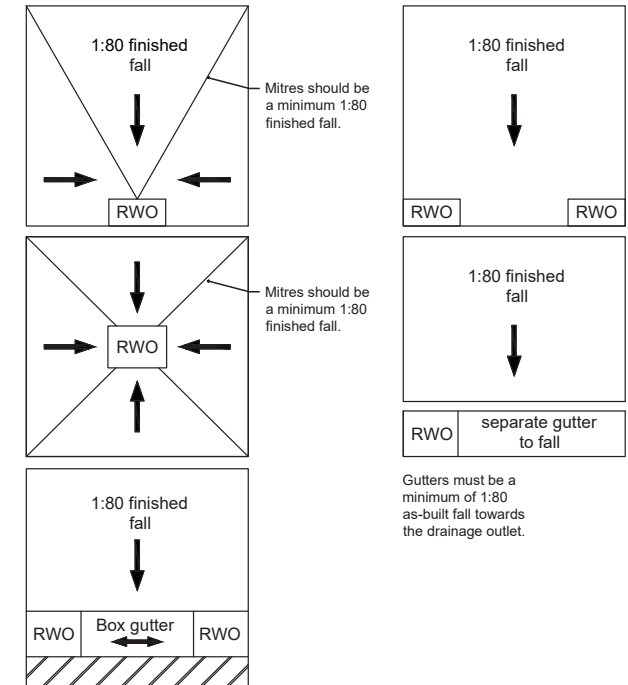 1:80 finished
fall
Mitres should be
a minimum 1:80
finished fall.
RWO
1:80 finished
fall
RWO
RWO
Mitres should be
a minimum 1:80
finished fall.
RWO
1:80 finished
fall
RWO
separate gutter
to fall
Gutters must be a
minimum of 1:80
as-built fall towards
the drainage outlet.
1:80 finished
fall
RWO
Box gutter
RWO